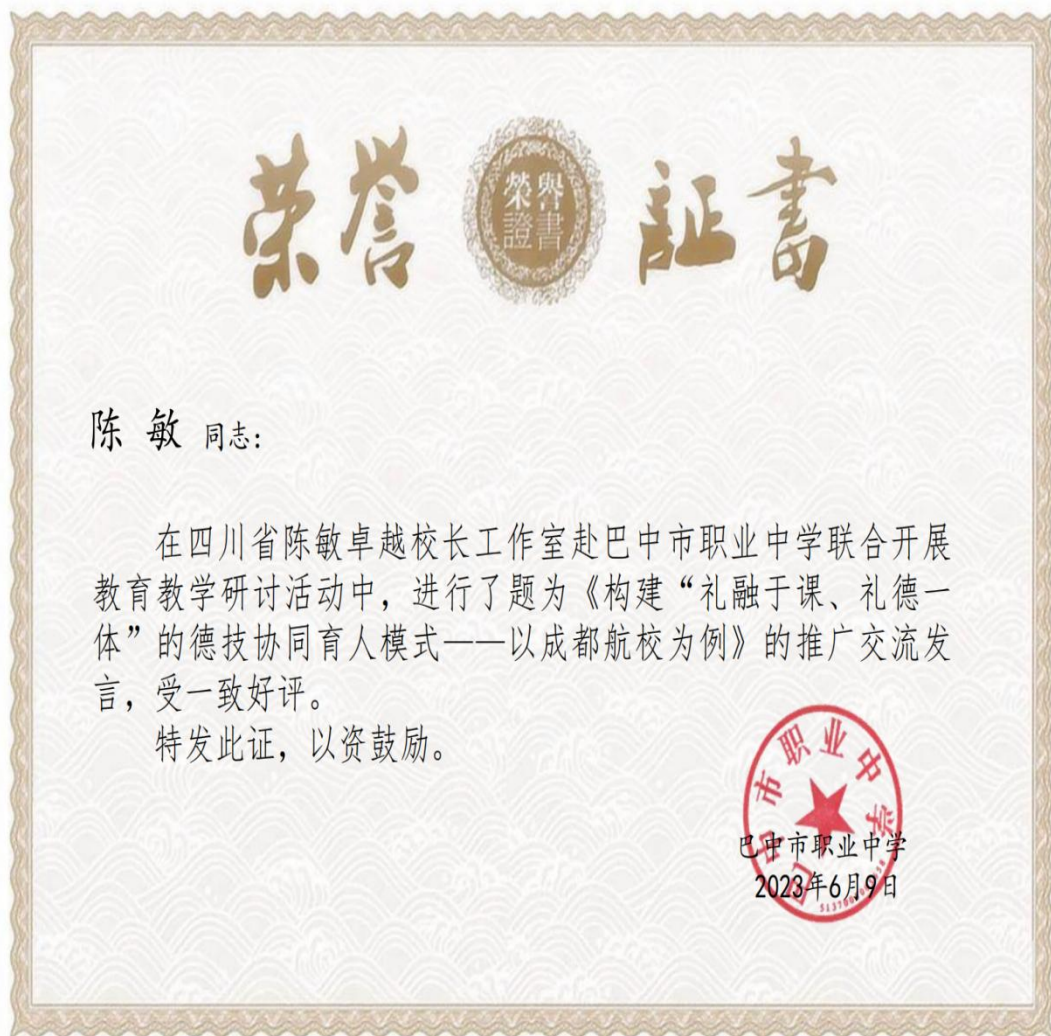 荣誉 證書
榮譽
證書
陈 敏 同志：
在四川省陈敏卓越校长工作室赴巴中市职业中学联合开展
教育教学研讨活动中，进行了题为《构建“礼融于课、礼德一
体”的德技协同育人模式——以成都航校为例》的推广交流发
言，受一致好评。
特发此证，以资鼓励。
巴中市职业中学
巴中市职业中学
2023年6月9日